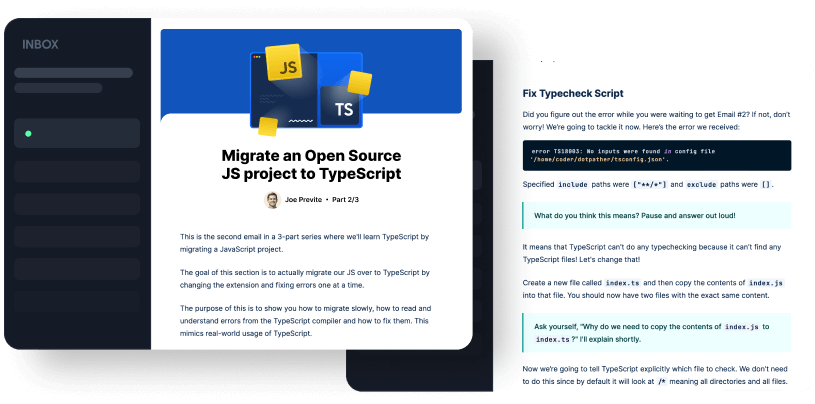 INBOX
JS
TS
Migrate an Open Source
JS project to TypeScript
Joe Previte • Part 2/3
This is the second email in a 3-part series where we'll learn TypeScript by
migrating a JavaScript project.
The goal of this section is to actually migrate our JS over to TypeScript by
changing the extension and fixing errors one at a time.
The purpose of this is to show you how to migrate slowly, how to read and
understand errors from the TypeScript compiler and how to fix them. This
mimics real-world usage of TypeScript.
Fix Typecheck Script
Did you figure out the error while you were waiting to get Email #2? If not, don't
worry! We're going to tackle it now. Here's the error we received:
error TS18003: No inputs were found in config file
'/home/coder/dotpather/tsconfig.json'.
Specified include paths were ["**/*"] and exclude paths were [].
What do you think this means? Pause and answer out loud!
It means that TypeScript can't do any typechecking because it can't find any
TypeScript files! Let's change that!
Create a new file called index.ts and then copy the contents of index.js
into that file. You should now have two files with the exact same content.
Ask yourself, "Why do we need to copy the contents of index.js to
index.ts?" I'll explain shortly.
Now we're going to tell TypeScript explicitly which file to check. We don't need
to do this since by default it will look at /* meaning all directories and all files.